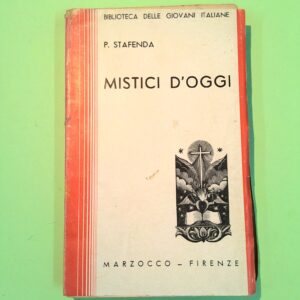 BIBLIOTECA DELLE GIOVANI ITALIANE
P. STAFENDA
MISTICI D'OGGI
MARZOCCO – FIRENZE